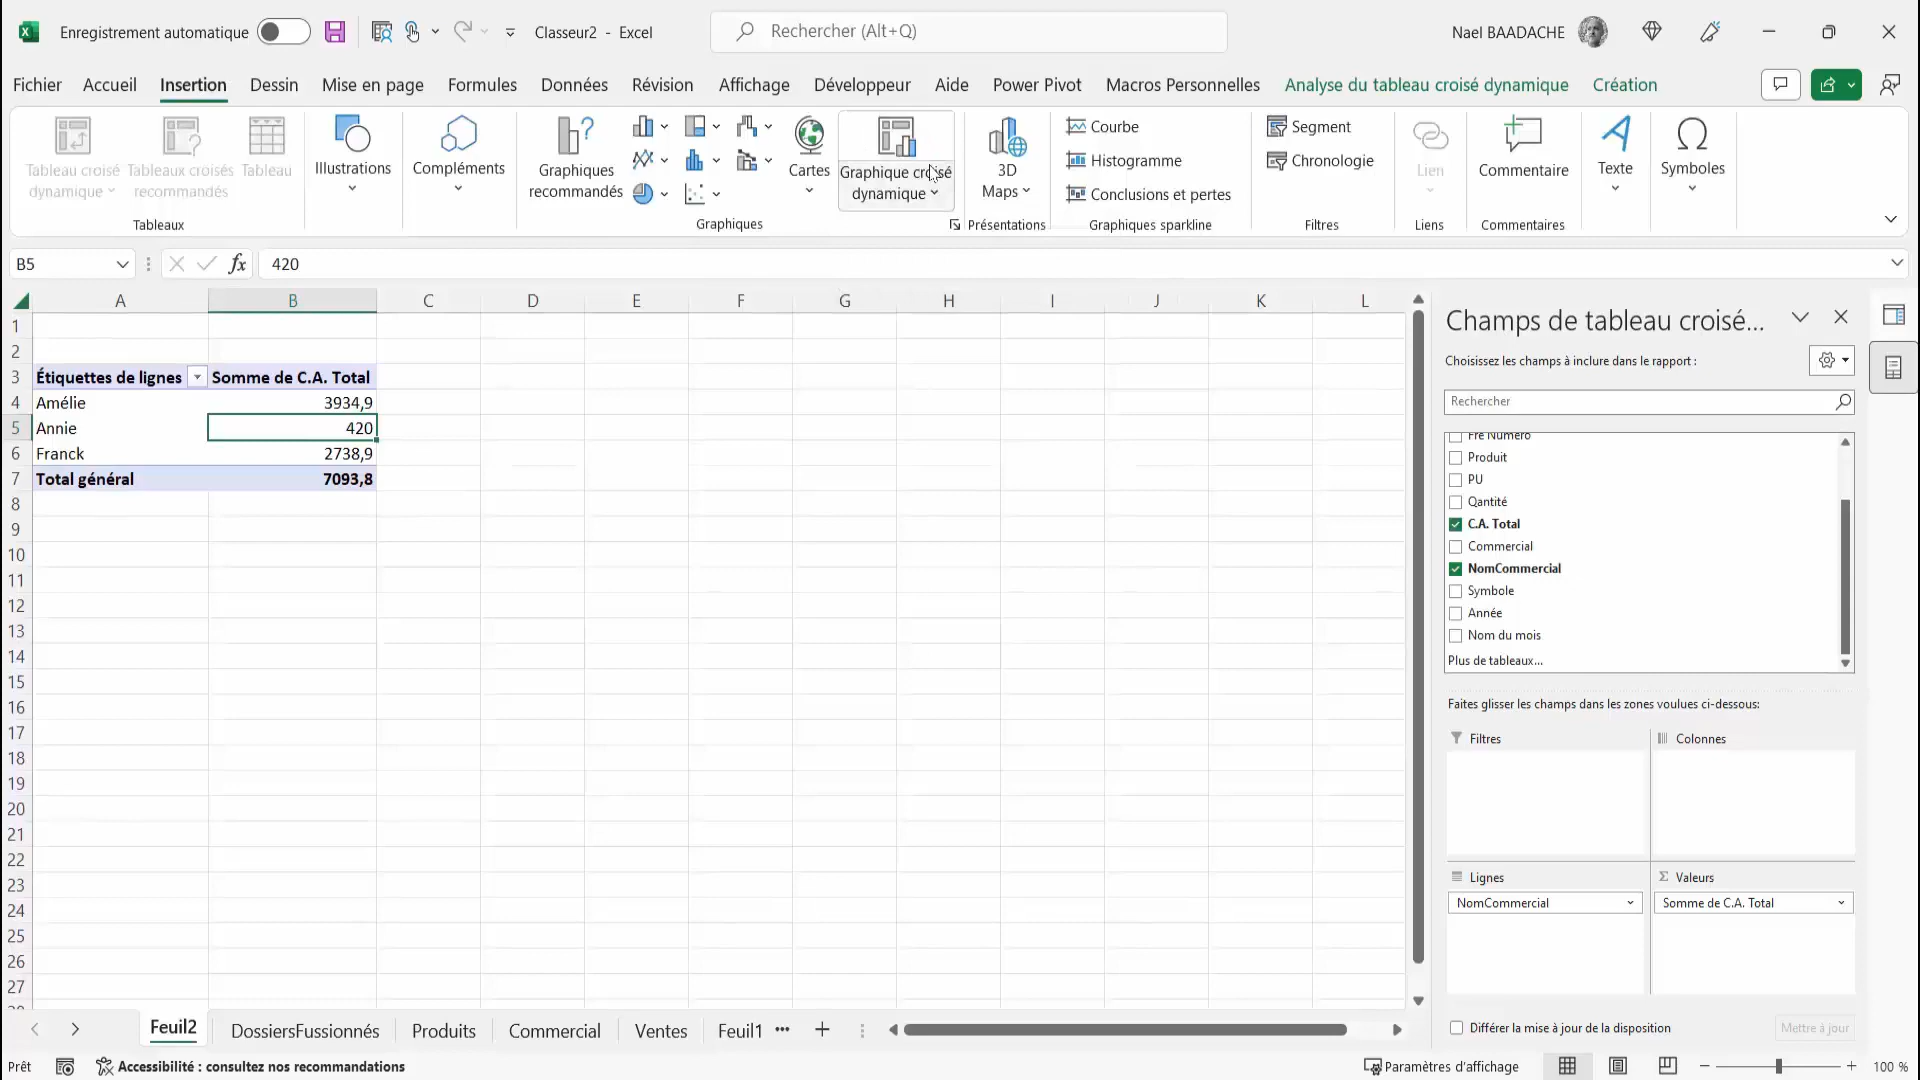 Enregistrement automatique
Classeur2 - Excel
Rechercher (Alt+Q)
Nael BAADACHE
Fichier Accueil Insertion Dessin Mise en page Formules Données Révision Affichage Développeur Aide Power Pivot Macros Personnelles Analyse du tableau croisé dynamique Création
Tableau croisé dynamique
Tableaux croisés recommandés
Tableau
Tableaux
Illustrations
Compléments
Graphiques recommandés
Cartes
Graphique croisé dynamique
Graphiques
3D Maps
Présentations
Courbe
Histogramme
Conclusions et pertes
Graphiques sparkline
Segment
Chronologie
Filtres
Lien
Liens
Commentaire
Commentaires
Texte
Symboles
B5
fx
420
A B C D E F G H I J K L
1
2
3 Étiquettes de lignes Somme de C.A. Total
4 Amélie 3934,9
5 Annie 420
6 Franck 2738,9
7 Total général 7093,8
8
9
10
11
12
13
14
15
16
17
18
19
20
21
22
23
24
25
26
27
Champs de tableau croisé...
Choisissez les champs à inclure dans le rapport :
Rechercher
Produit
PU
Qantité
C.A. Total
Commercial
NomCommercial
Symbole
Année
Nom du mois
Plus de tableaux...
Faites glisser les champs dans les zones voulues ci-dessous:
Filtres
Colonnes
Lignes
Σ Valeurs
NomCommercial
Somme de C.A. Total
Différer la mise à jour de la disposition
Mettre à jour
Feuil2 DossiersFussionnés Produits Commercial Ventes Feuil1 •••
Prêt
Accessibilité : consultez nos recommandations
Paramètres d'affichage
100 %